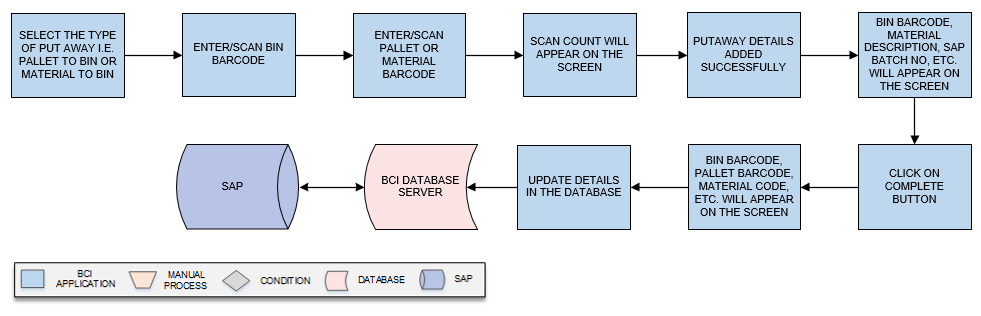 SELECT THE TYPE
OF PUT AWAY I.E.
PALLET TO BIN OR
MATERIAL TO BIN
ENTER/SCAN BIN
BARCODE
ENTER/SCAN
PALLET OR
MATERIAL
BARCODE
SCAN COUNT WILL
APPEAR ON THE
SCREEN
PUTAWAY DETAILS
ADDED
SUCCESSFULLY
BIN BARCODE,
MATERIAL
DESCRIPTION, SAP
BATCH NO, ETC.
WILL APPEAR ON
THE SCREEN
SAP
BCI DATABASE
SERVER
UPDATE DETAILS
IN THE DATABASE
BIN BARCODE,
PALLET BARCODE,
MATERIAL CODE,
ETC. WILL APPEAR
ON THE SCREEN
CLICK ON
COMPLETE
BUTTON
BCI
APPLICATION
MANUAL
PROCESS
CONDITION
DATABASE
SAP